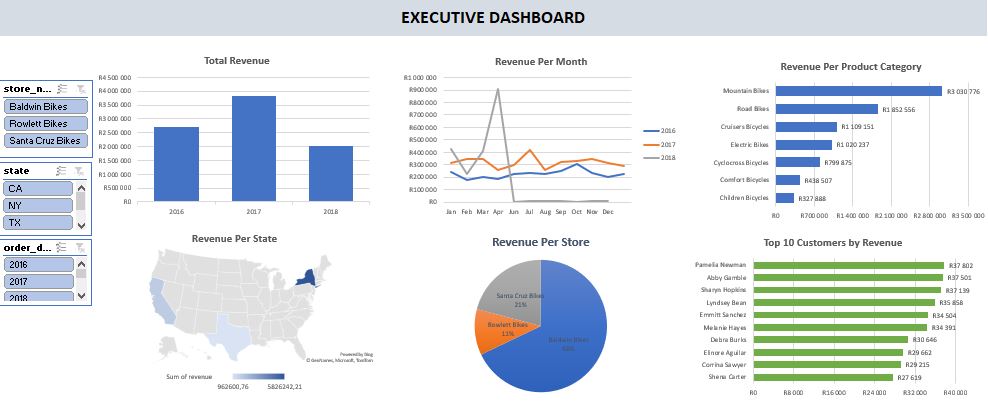 EXECUTIVE DASHBOARD
store_n...
Baldwin Bikes
Rowlett Bikes
Santa Cruz Bikes
state
CA
NY
TX
order_d...
2016
2017
2018
Total Revenue
R4 500 000
R4 000 000
R3 500 000
R3 000 000
R2 500 000
R2 000 000
R1 500 000
R1 000 000
R500 000
R0
2016 2017 2018
Revenue Per Month
R1 000 000
R900 000
R800 000
R700 000
R600 000
R500 000
R400 000
R300 000
R200 000
R100 000
R0
Jan Feb Mar Apr Jun Jul Aug Sep Oct Nov Dec
2016
2017
2018
Revenue Per Product Category
Mountain Bikes R3 030 776
Road Bikes R1 852 556
Cruisers Bicycles R1 109 151
Electric Bikes R1 020 237
Cyclocross Bicycles R799 875
Comfort Bicycles R438 507
Children Bicycles R327 888
R0 R700 000 R1 400 000 R2 100 000 R2 800 000 R3 500 000
Revenue Per State
Powered by Bing
© GeoNames, Microsoft, TomTom
Sum of revenue
962600,76 5826242,21
Revenue Per Store
Santa Cruz Bikes
21%
Rowlett Bikes
11%
Baldwin Bikes
Top 10 Customers by Revenue
Pamelia Newman R37 802
Abby Gamble R37 501
Sharyn Hopkins R37 139
Lyndsey Bean R35 858
Emmitt Sanchez R34 504
Melanie Hayes R34 391
Debra Burks R30 646
Elinore Aguilar R29 662
Corrina Sawyer R29 215
Shena Carter R27 619
R0 R8 000 R16 000 R24 000 R32 000 R40 000